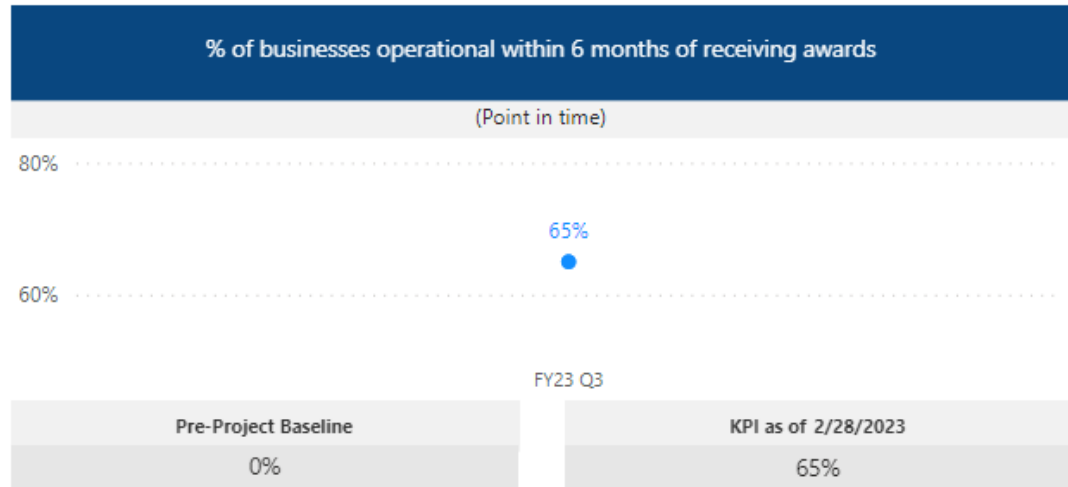 % of businesses operational within 6 months of receiving awards
(Point in time)
80%
65%
60%
FY23 Q3
Pre-Project Baseline
KPI as of 2/28/2023
0%
65%